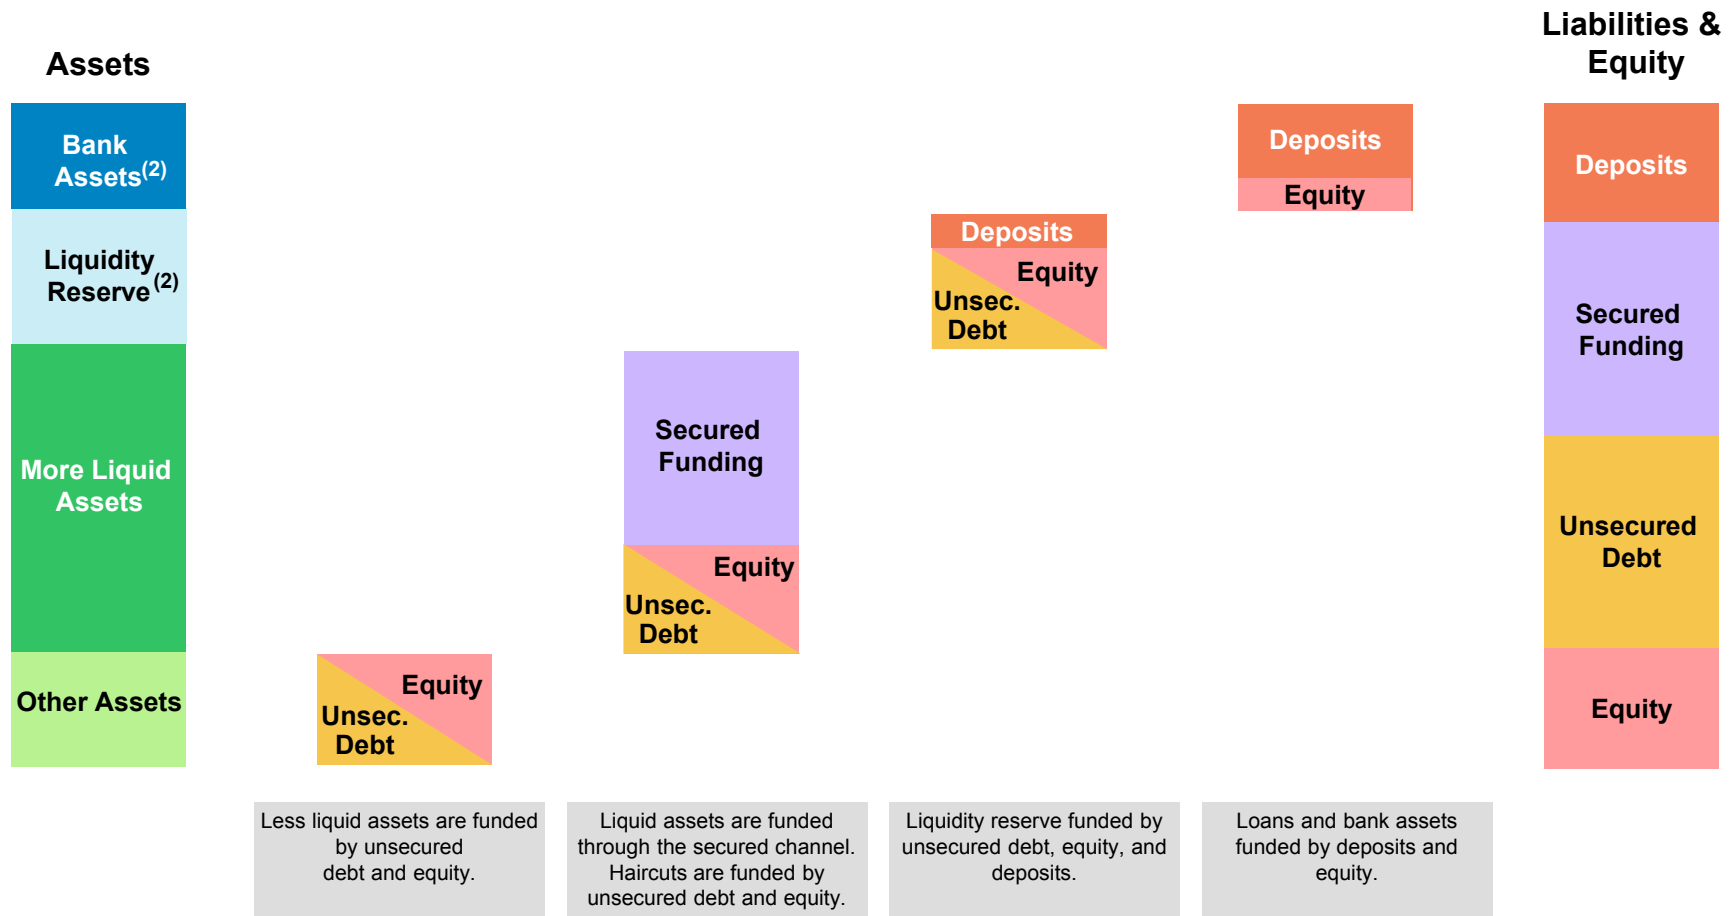 Assets
Bank
Assets(2)
Liquidity
Reserve(2)
More Liquid
Assets
Other Assets
Equity
Unsec.
Debt
Less liquid assets are funded
by unsecured
debt and equity.
Secured
Funding
Equity
Unsec.
Debt
Liquid assets are funded
through the secured channel.
Haircuts are funded by
unsecured debt and equity.
Deposits
Equity
Unsec.
Debt
Liquidity reserve funded by
unsecured debt, equity, and
deposits.
Deposits
Equity
Loans and bank assets
funded by deposits and
equity.
Liabilities &
Equity
Deposits
Secured
Funding
Unsecured
Debt
Equity